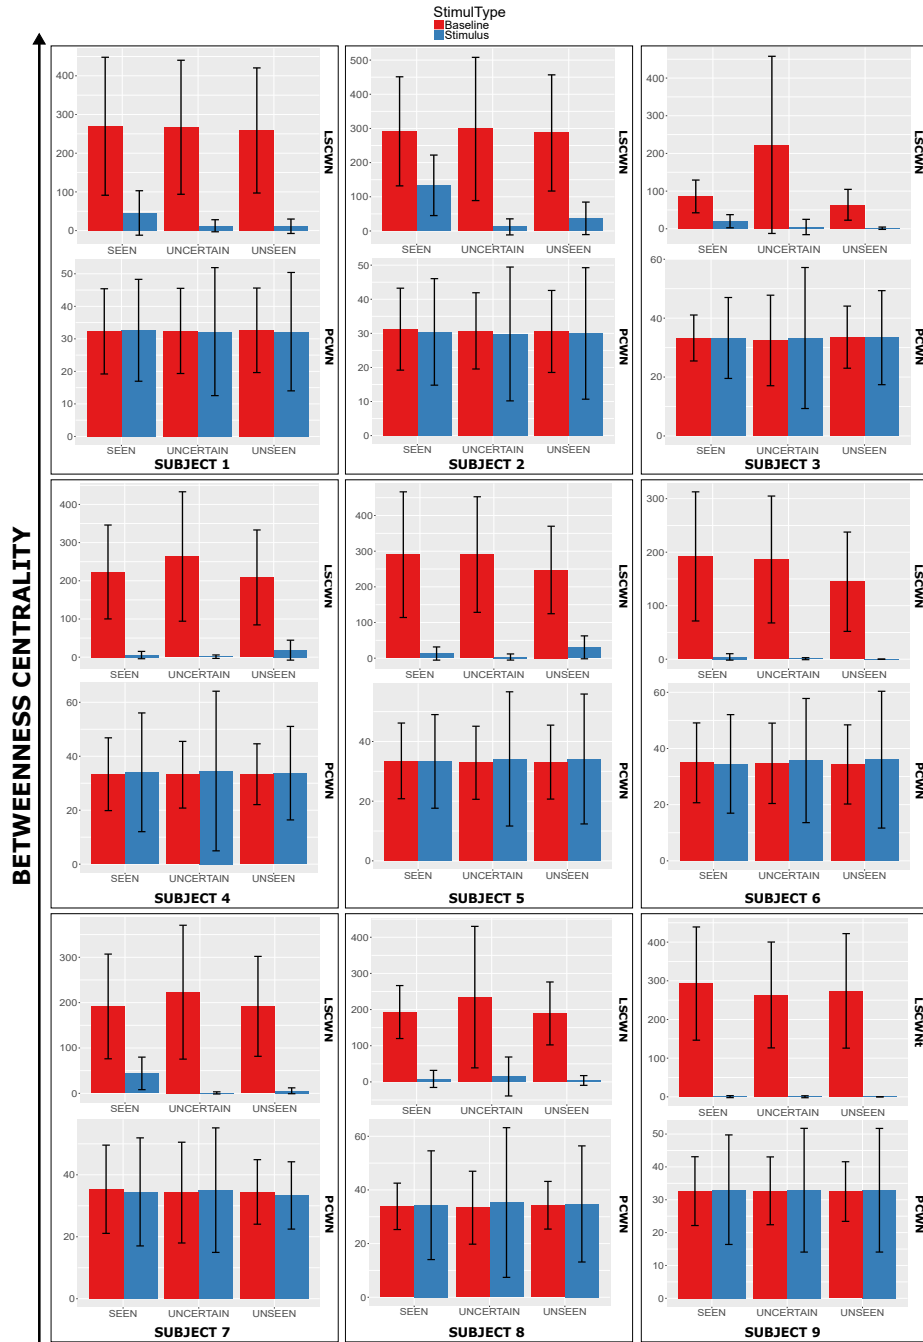 StimulType
Baseline
Stimulus
BETWEENNESS CENTRALITY
400
300
200
100
0
SEEN UNCERTAIN UNSEEN
LSCWN
50
40
30
20
10
0
SEEN UNCERTAIN UNSEEN
PCWN
SUBJECT 1
500
400
300
200
100
0
SEEN UNCERTAIN UNSEEN
LSCWN
50
40
30
20
10
0
SEEN UNCERTAIN UNSEEN
PCWN
SUBJECT 2
400
300
200
100
0
SEEN UNCERTAIN UNSEEN
LSCWN
60
40
20
0
SEEN UNCERTAIN UNSEEN
PCWN
SUBJECT 3
400
300
200
100
0
SEEN UNCERTAIN UNSEEN
LSCWN
60
40
20
0
SEEN UNCERTAIN UNSEEN
PCWN
SUBJECT 4
400
300
200
100
0
SEEN UNCERTAIN UNSEEN
LSCWN
40
20
0
SEEN UNCERTAIN UNSEEN
PCWN
SUBJECT 5
300
200
100
0
SEEN UNCERTAIN UNSEEN
LSCWN
60
40
20
0
SEEN UNCERTAIN UNSEEN
PCWN
SUBJECT 6
300
200
100
0
SEEN UNCERTAIN UNSEEN
LSCWN
40
20
0
SEEN UNCERTAIN UNSEEN
PCWN
SUBJECT 7
400
300
200
100
0
SEEN UNCERTAIN UNSEEN
LSCWN
60
40
20
0
SEEN UNCERTAIN UNSEEN
PCWN
SUBJECT 8
400
300
200
100
0
SEEN UNCERTAIN UNSEEN
LSCWNt
50
40
30
20
10
0
SEEN UNCERTAIN UNSEEN
PCWN
SUBJECT 9